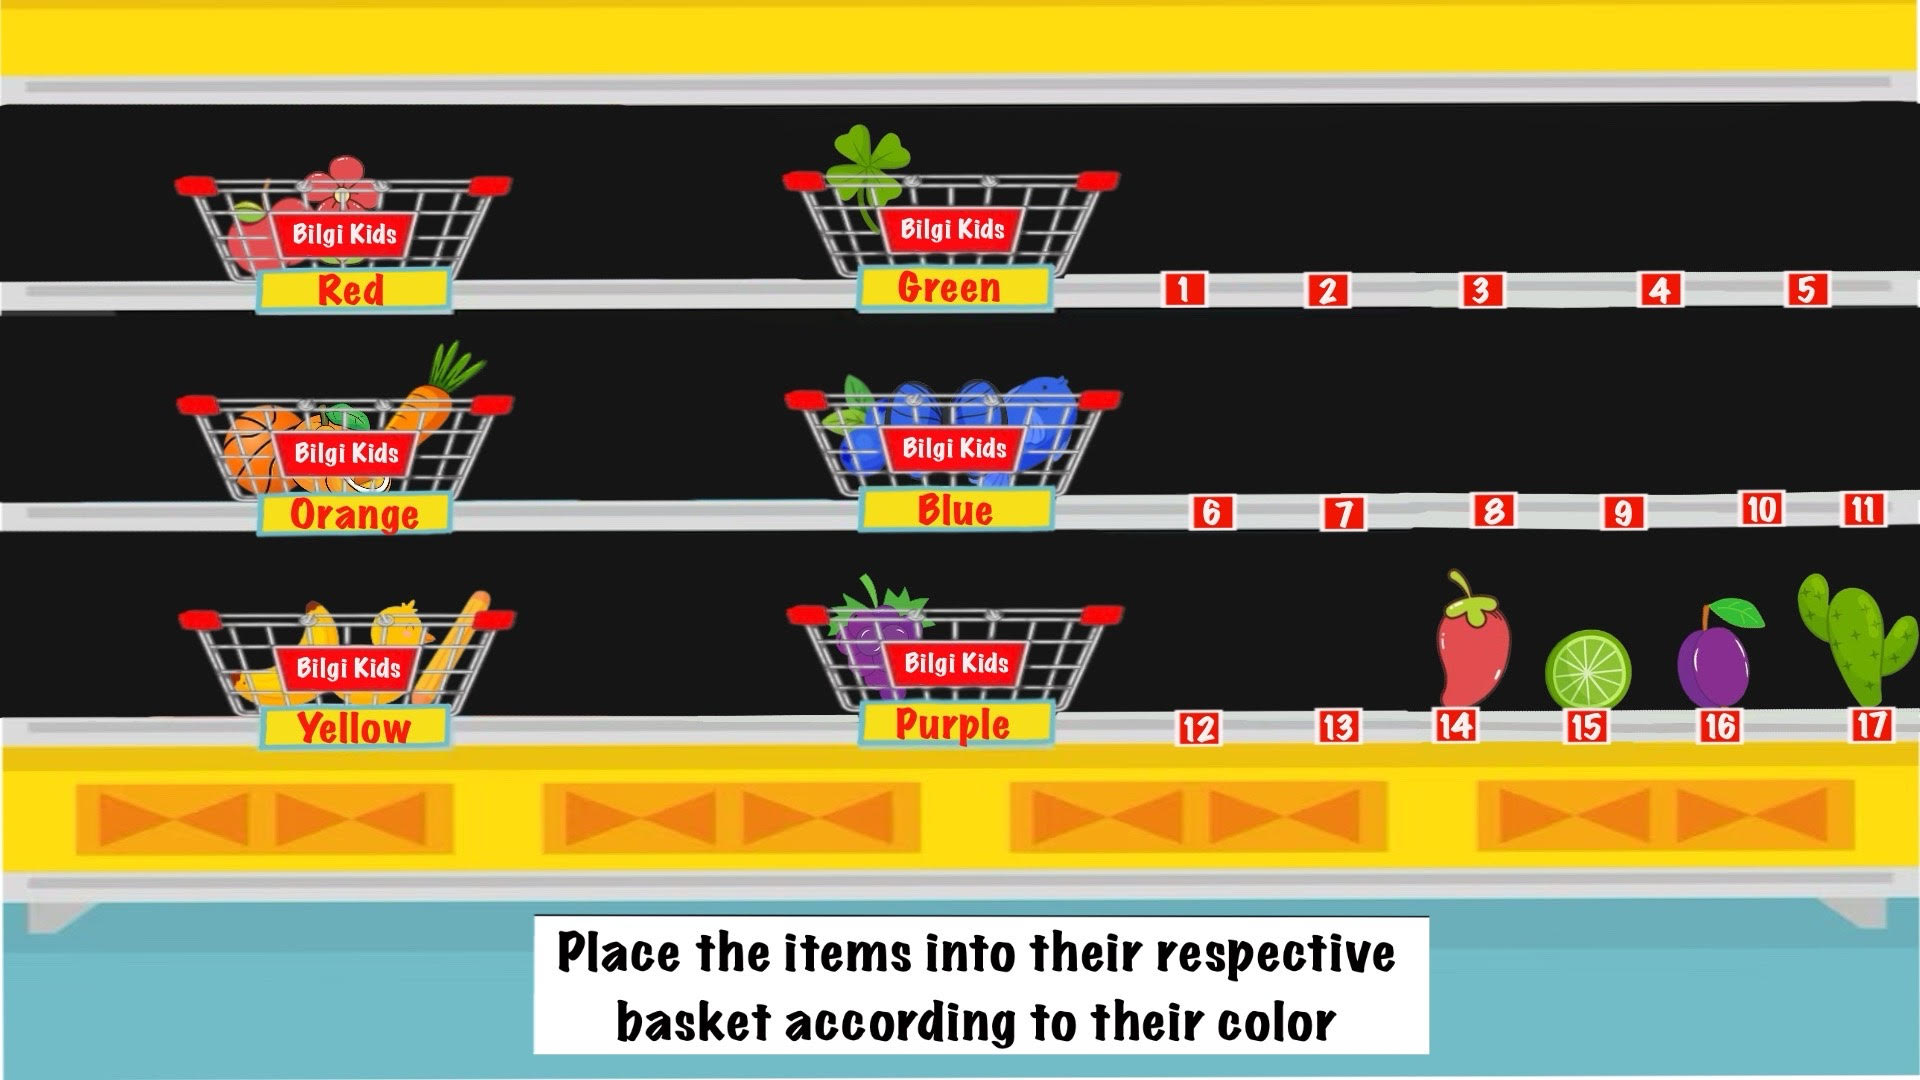 Bilgi Kids
Red
Bilgi Kids
Green
1 2 3 4 5
Bilgi Kids
Orange
Bilgi Kids
Blue
6 7 8 9 10 11
Bilgi Kids
Yellow
Bilgi Kids
Purple
12 13 14 15 16 17
Place the items into their respective
basket according to their color